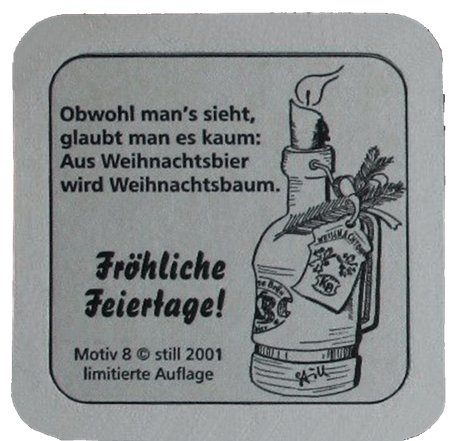 Obwohl man's sieht,
glaubt man es kaum:
Aus Weihnachtsbier
wird Weihnachtsbaum.
Fröhliche
Feiertage!
Motiv 8 © still 2001
limitierte Auflage
Still